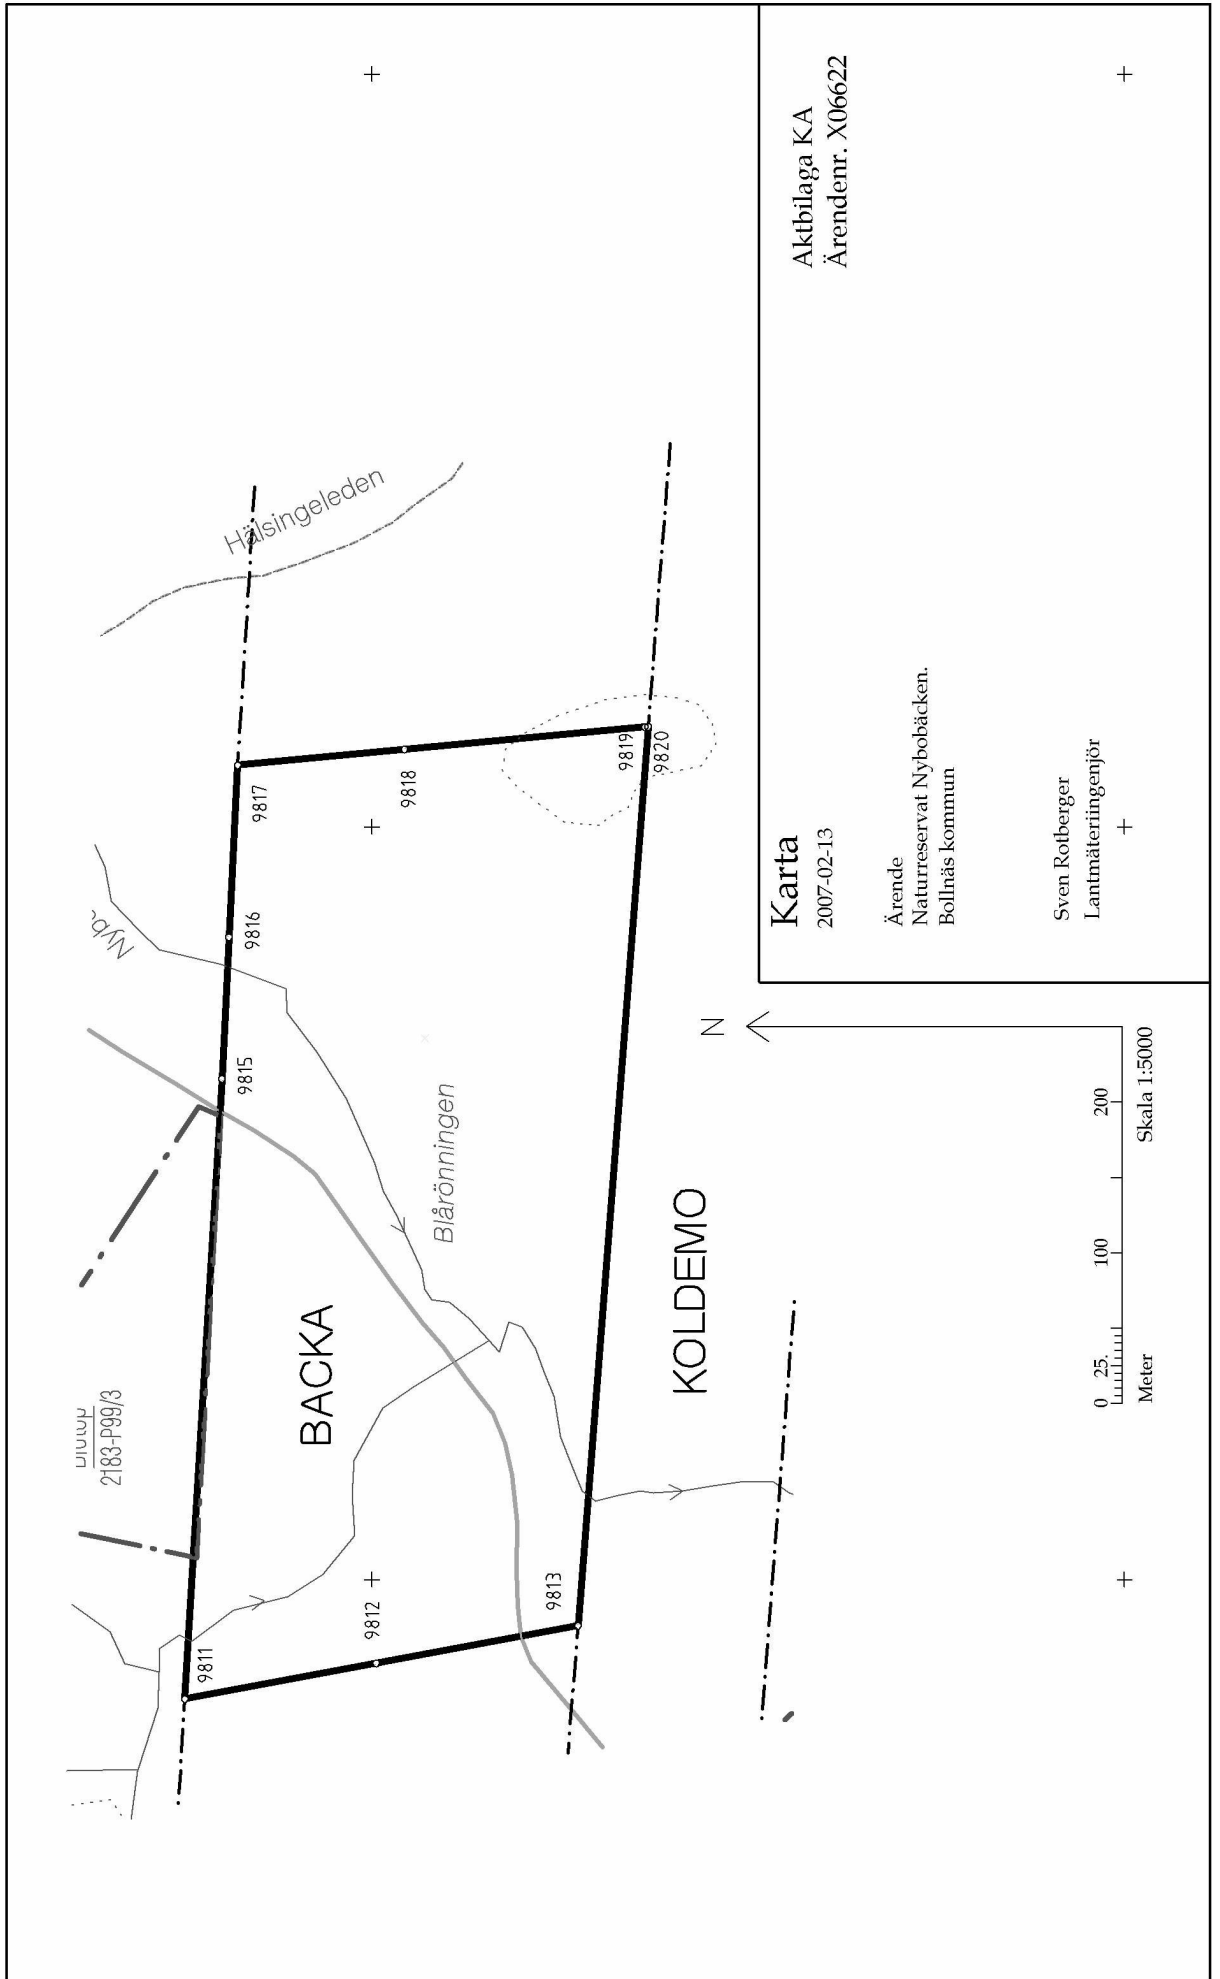 Hälsingeleden
9817
9818
9819
9820
9816
9815
Blårönningen
2183-P99/3
BACKA
KOLDEMO
9811
9812
9813
N
0 25. 100 200
Meter
Skala 1:5000
Karta
2007-02-13
Ärende
Naturreservat Nybobäcken.
Bollnäs kommun
Sven Rotberger
Lantmäteriingenjör
Aktbilaga KA
Ärendenr. X06622